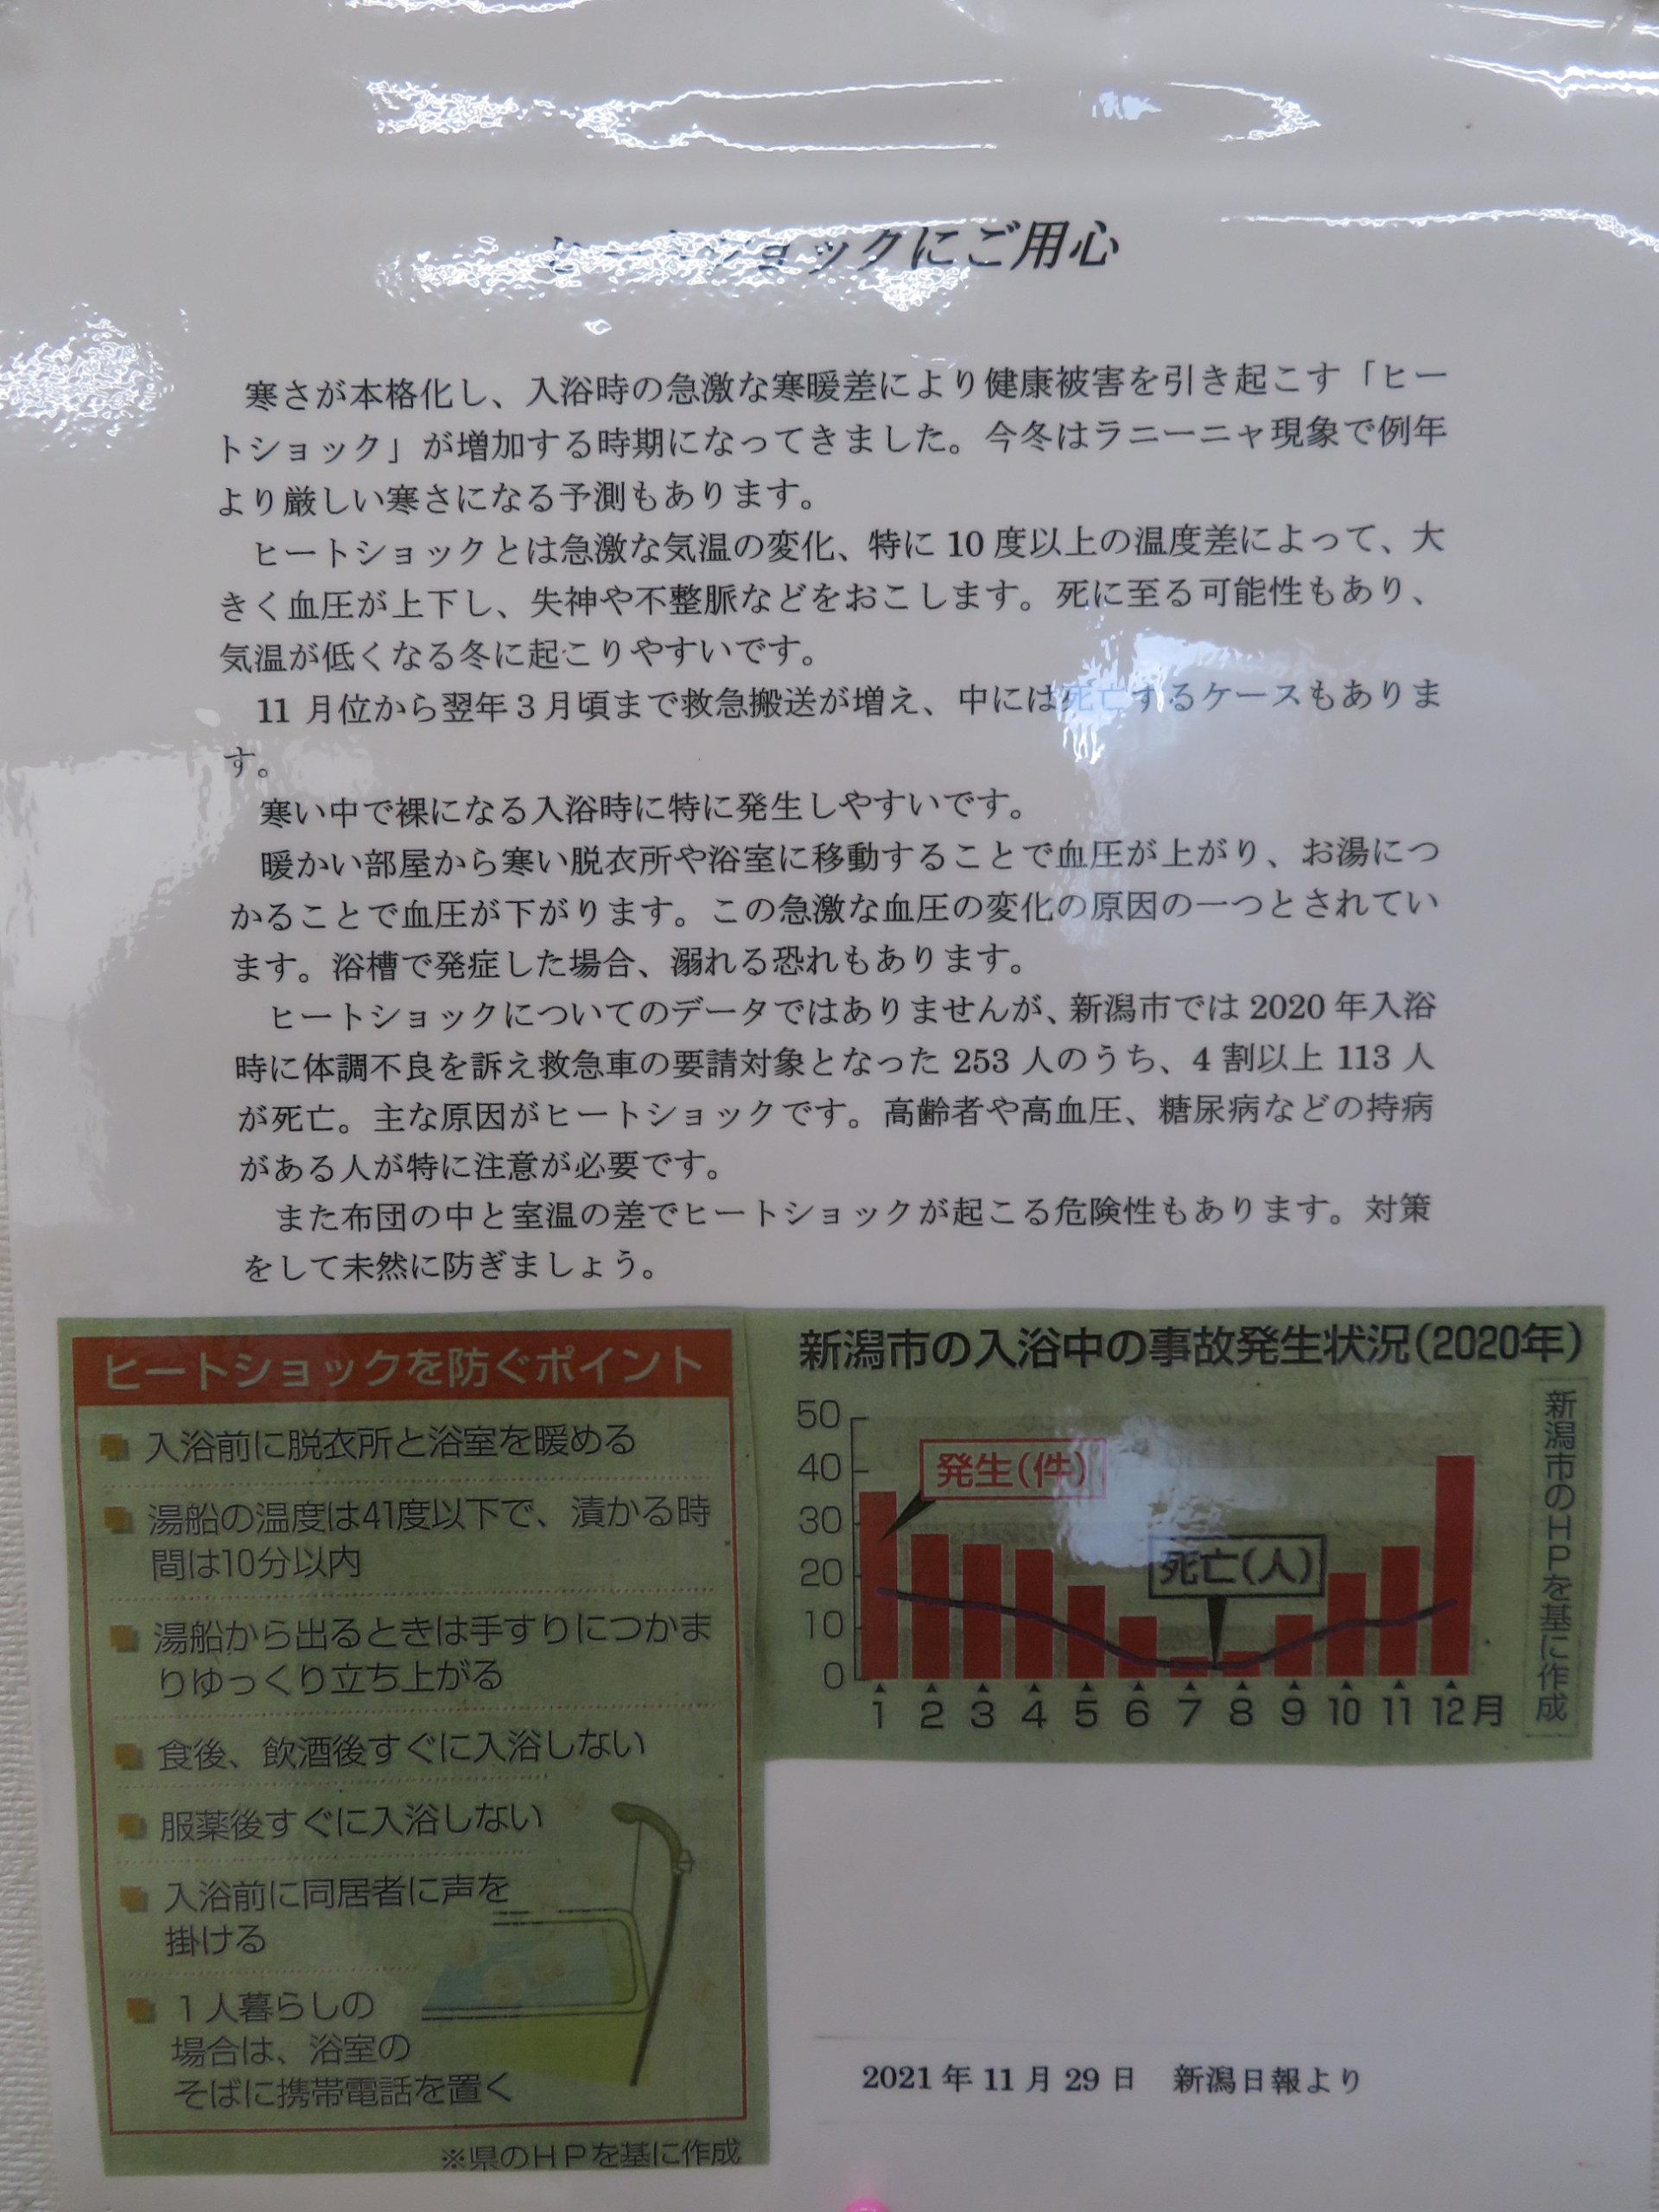 ヒートショックにご用心
寒さが本格化し、入浴時の急激な寒暖差により健康被害を引き起こす「ヒー
トショック」が増加する時期になってきました。今冬はラニーニャ現象で例年
より厳しい寒さになる予測もあります。
ヒートショックとは急激な気温の変化、特に 10 度以上の温度差によって、大
きく血圧が上下し、失神や不整脈などをおこします。死に至る可能性もあり、
気温が低くなる冬に起こりやすいです。
11 月位から翌年 3 月頃まで救急搬送が増え、中には死亡するケースもありま
す。
寒い中で裸になる入浴時に特に発生しやすいです。
暖かい部屋から寒い脱衣所や浴室に移動することで血圧が上がり、お湯につ
かることで血圧が下がります。この急激な血圧の変化の原因の一つとされてい
ます。浴槽で発症した場合、溺れる恐れもあります。
ヒートショックについてのデータではありませんが、新潟市では 2020 年入浴
時に体調不良を訴え救急車の要請対象となった 253 人のうち、4 割以上 113 人
が死亡。主な原因がヒートショックです。高齢者や高血圧、糖尿病などの持病
がある人が特に注意が必要です。
また布団の中と室温の差でヒートショックが起こる危険性もあります。対策
をして未然に防ぎましょう。
ヒートショックを防ぐポイント
入浴前に脱衣所と浴室を暖める
湯船の温度は41度以下で、漬かる時
間は10分以内
湯船から出るときは手すりにつかま
りゆっくり立ち上がる
食後、飲酒後すぐに入浴しない
服薬後すぐに入浴しない
入浴前に同居者に声を
掛ける
1人暮らしの
場合は、浴室の
そばに携帯電話を置く
※県のHPを基に作成
新潟市の入浴中の事故発生状況(2020年)
50
40
30
20
10
0
発生(件)
死亡(人)
1 2 3 4 5 6 7 8 9 10 11 12月
新潟市のHPを基に作成
2021 年 11 月 29 日　新潟日報より